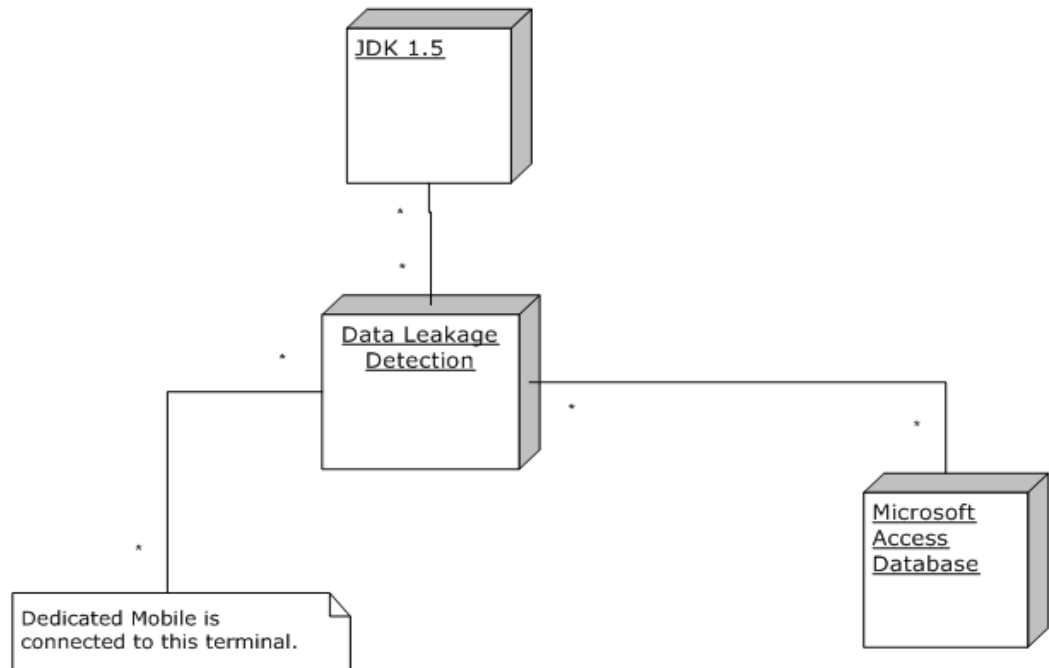 JDK 1.5
*
*
Data Leakage
Detection
*
*
*
Microsoft
Access
Database
*
Dedicated Mobile is
connected to this terminal.